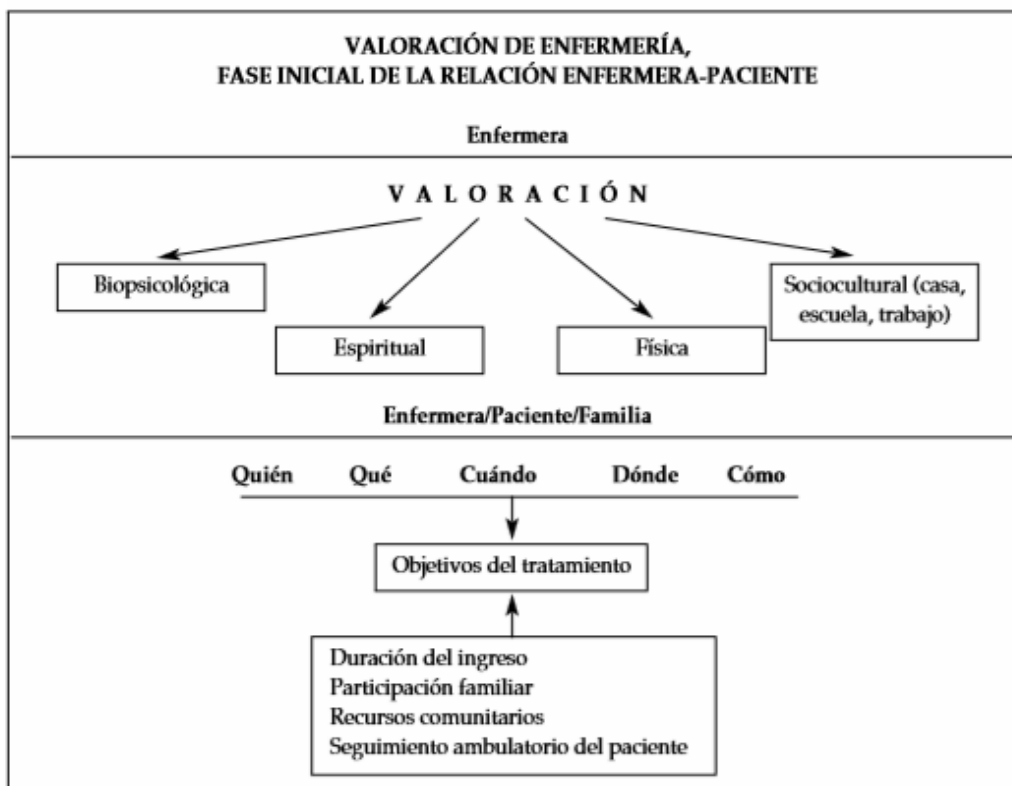 VALORACIÓN DE ENFERMERÍA,
FASE INICIAL DE LA RELACIÓN ENFERMERA-PACIENTE
Enfermera
VALORACIÓN
Biopsicológica
Espiritual
Física
Sociocultural (casa,
escuela, trabajo)
Enfermera/Paciente/Familia
Quién Qué Cuándo Dónde Cómo
Objetivos del tratamiento
Duración del ingreso
Participación familiar
Recursos comunitarios
Seguimiento ambulatorio del paciente